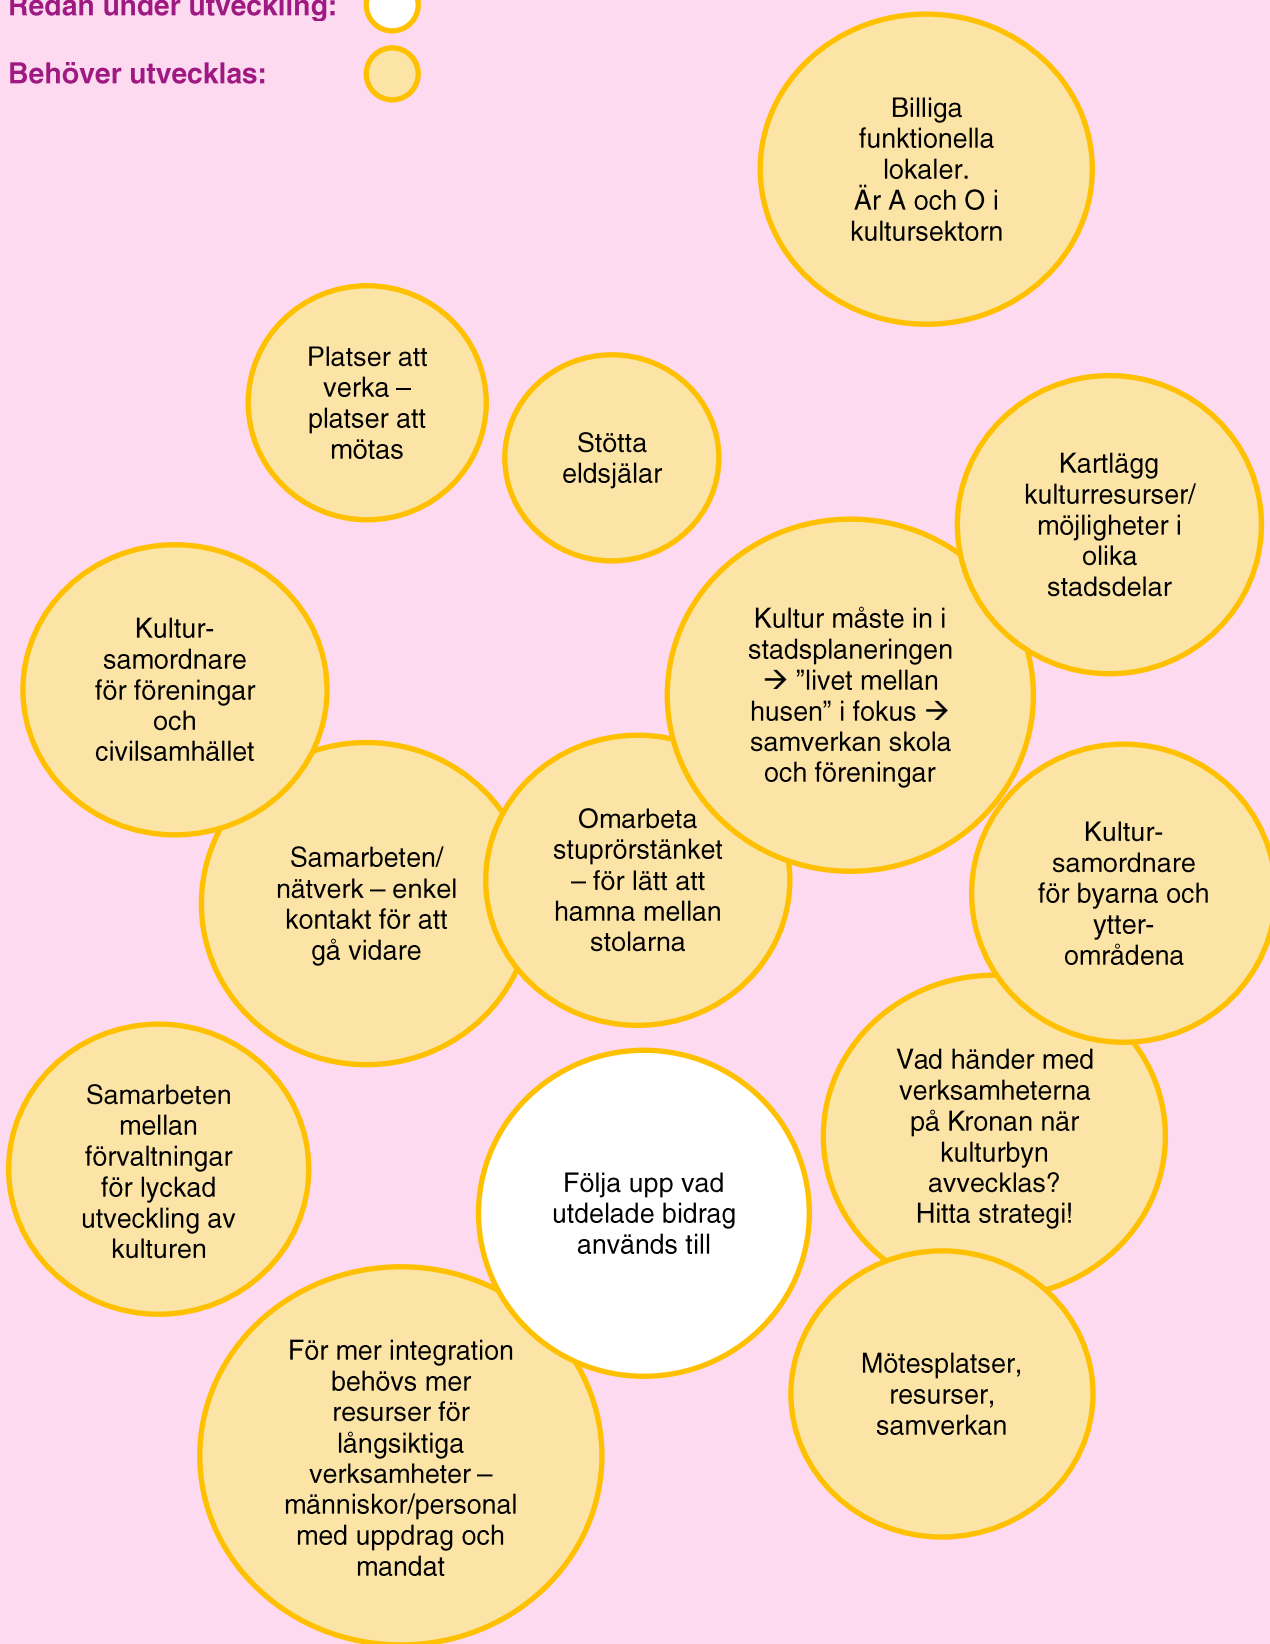 Redan under utveckling:
Behöver utvecklas:
Billiga
funktionella
lokaler.
Är A och O i
kultursektorn
Platser att
verka –
platser att
mötas
Stötta
eldsjälar
Kartlägg
kulturresurser/
möjligheter i
olika
stadsdelar
Kultur-
samordnare
för föreningar
och
civilsamhället
Kultur måste in i
stadsplaneringen
→ ”livet mellan
husen” i fokus →
samverkan skola
och föreningar
Samarbeten/
nätverk – enkel
kontakt för att
gå vidare
Omarbeta
stuprörstänket
– för lätt att
hamna mellan
stolarna
Kultur-
samordnare
för byarna och
ytter-
områdena
Samarbeten
mellan
förvaltningar
för lyckad
utveckling av
kulturen
Följa upp vad
utdelade bidrag
används till
Vad händer med
verksamheterna
på Kronan när
kulturbyn
avvecklas?
Hitta strategi!
För mer integration
behövs mer
resurser för
långsiktiga
verksamheter –
människor/personal
med uppdrag och
mandat
Mötesplatser,
resurser,
samverkan